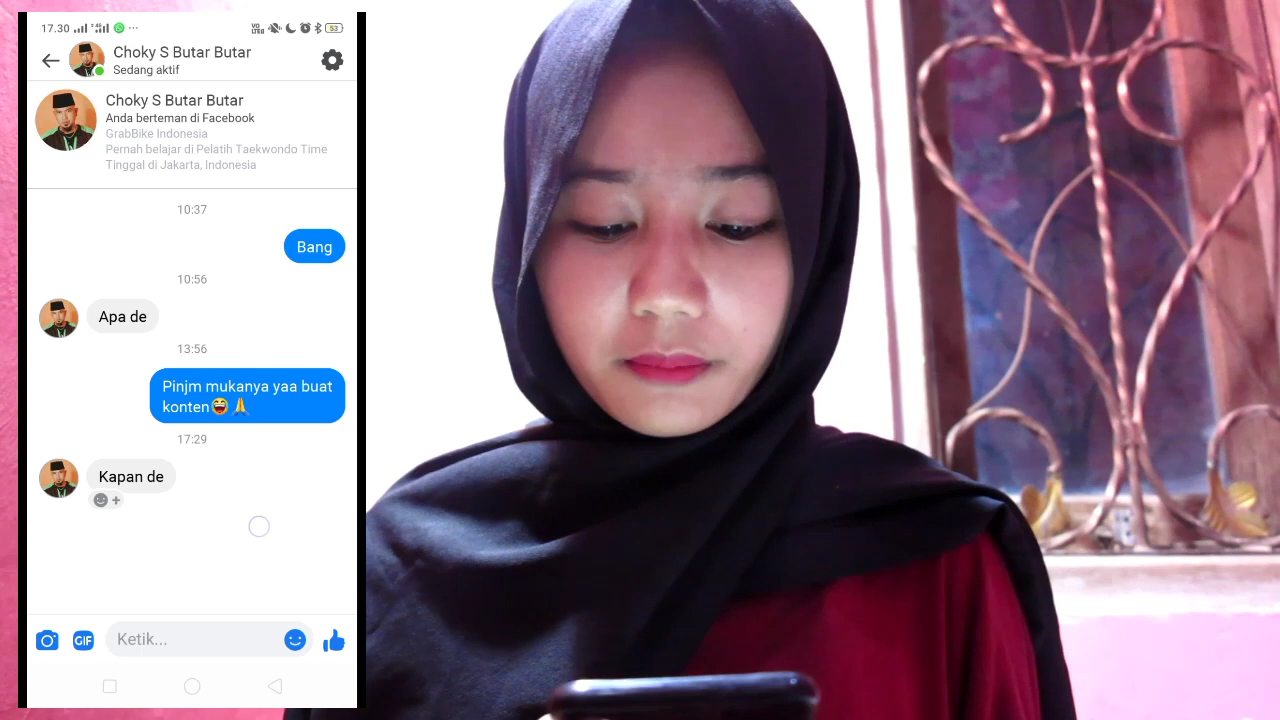 17.30
Choky S Butar Butar
Sedang aktif
Choky S Butar Butar
Anda berteman di Facebook
GrabBike Indonesia
Pernah belajar di Pelatih Taekwondo Time
Tinggal di Jakarta, Indonesia
10:37
Bang
10:56
Apa de
13:56
Pinjm mukanya yaa buat
konten😅🙏
17:29
Kapan de
GIF
Ketik...